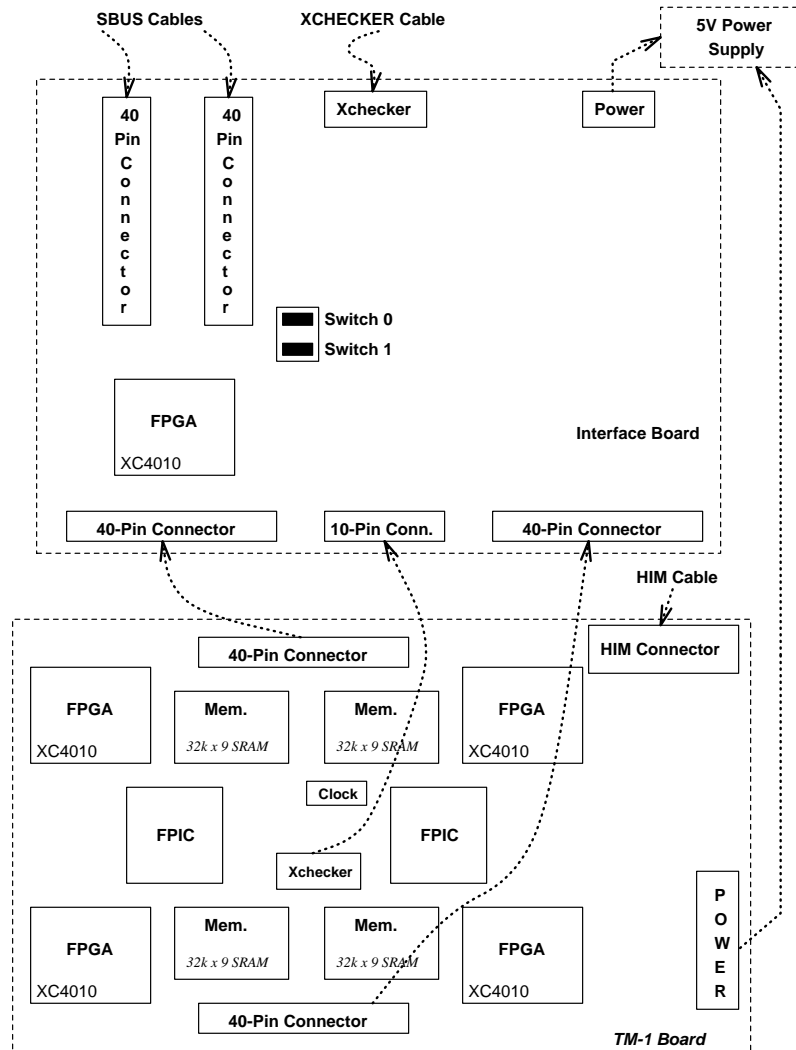 SBUS Cables
XCHECKER Cable
5V Power
Supply
40
Pin
Connector
40
Pin
Connector
Xchecker
Power
Switch 0
Switch 1
FPGA
XC4010
Interface Board
40-Pin Connector
10-Pin Conn.
40-Pin Connector
HIM Cable
40-Pin Connector
HIM Connector
FPGA
XC4010
Mem.
32k x 9 SRAM
Mem.
32k x 9 SRAM
FPGA
XC4010
Clock
FPIC
FPIC
Xchecker
POWER
FPGA
XC4010
Mem.
32k x 9 SRAM
Mem.
32k x 9 SRAM
FPGA
XC4010
40-Pin Connector
TM-1 Board